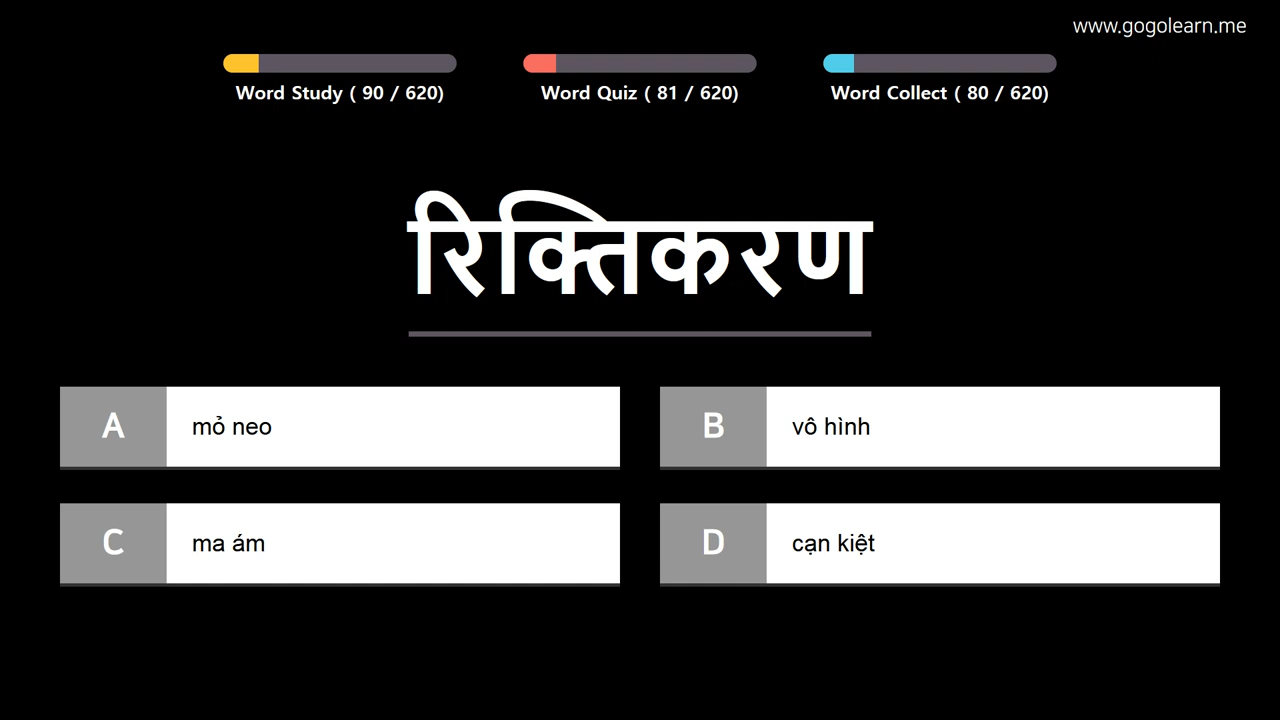 www.gogolearn.me
Word Study ( 90 / 620)
Word Quiz ( 81 / 620)
Word Collect ( 80 / 620)
रिक्तिकरण
A
mỏ neo
B
vô hình
C
ma ám
D
cạn kiệt